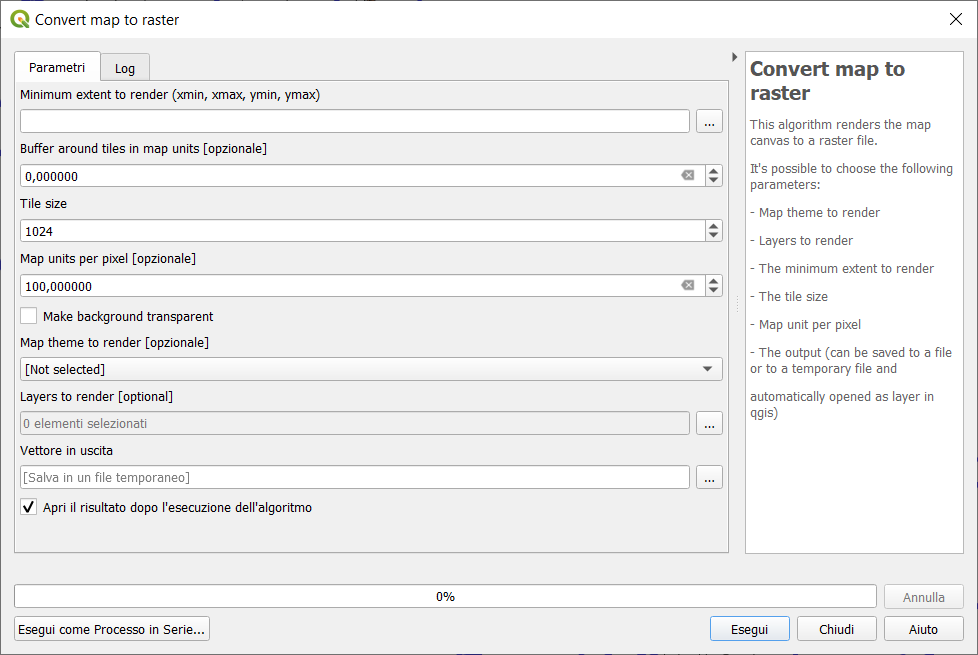 Convert map to raster
Parametri
Log
Minimum extent to render (xmin, xmax, ymin, ymax)
...
Buffer around tiles in map units [opzionale]
0,000000
Tile size
1024
Map units per pixel [opzionale]
100,000000
Make background transparent
Map theme to render [opzionale]
[Not selected]
Layers to render [optional]
0 elementi selezionati
...
Vettore in uscita
[Salva in un file temporaneo]
...
Apri il risultato dopo l'esecuzione dell'algoritmo
Convert map to
raster
This algorithm renders the map
canvas to a raster file.
It's possible to choose the following
parameters:
- Map theme to render
- Layers to render
- The minimum extent to render
- The tile size
- Map unit per pixel
- The output (can be saved to a file
or to a temporary file and
automatically opened as layer in
qgis)
0%
Annulla
Esegui come Processo in Serie...
Esegui
Chiudi
Aiuto